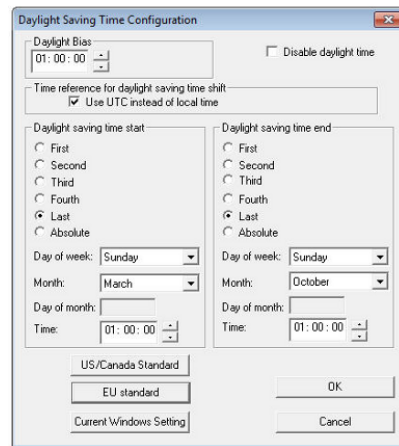 Daylight Saving Time Configuration
Daylight Bias
01:00:00
Disable daylight time
Time reference for daylight saving time shift
Use UTC instead of local time
Daylight saving time start
First
Second
Third
Fourth
Last
Absolute
Day of week: Sunday
Month: March
Day of month:
Time: 01:00:00
Daylight saving time end
First
Second
Third
Fourth
Last
Absolute
Day of week: Sunday
Month: October
Day of month:
Time: 01:00:00
US/Canada Standard
EU standard
Current Windows Setting
OK
Cancel